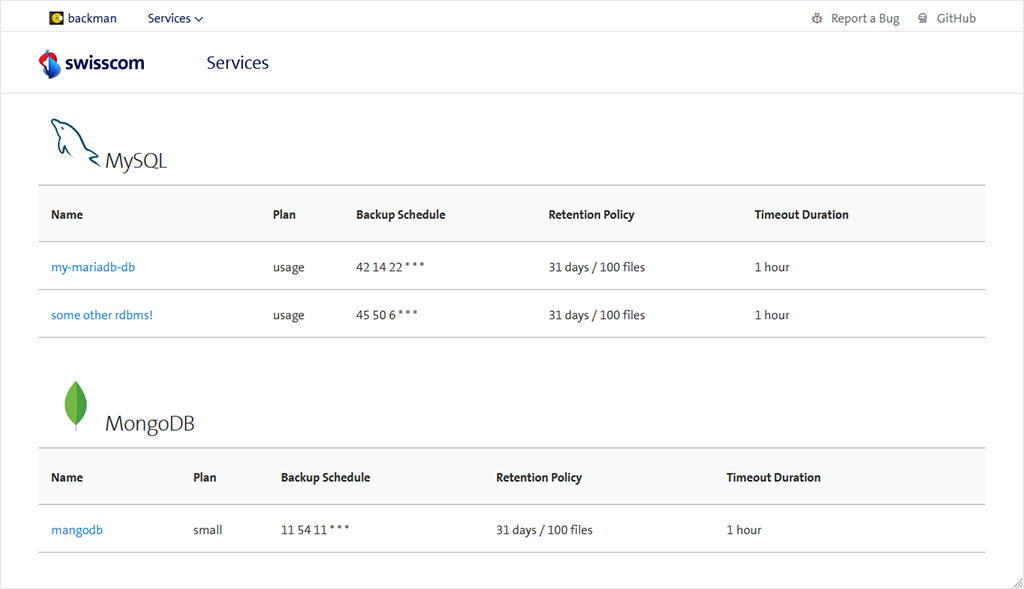 backman Services Report a Bug GitHub
swisscom Services
MySQL
Name Plan Backup Schedule Retention Policy Timeout Duration
my-mariadb-db usage 42 14 22 * * * 31 days / 100 files 1 hour
some other rdbms! usage 45 50 6 * * * 31 days / 100 files 1 hour
MongoDB
Name Plan Backup Schedule Retention Policy Timeout Duration
mangodb small 11 54 11 * * * 31 days / 100 files 1 hour